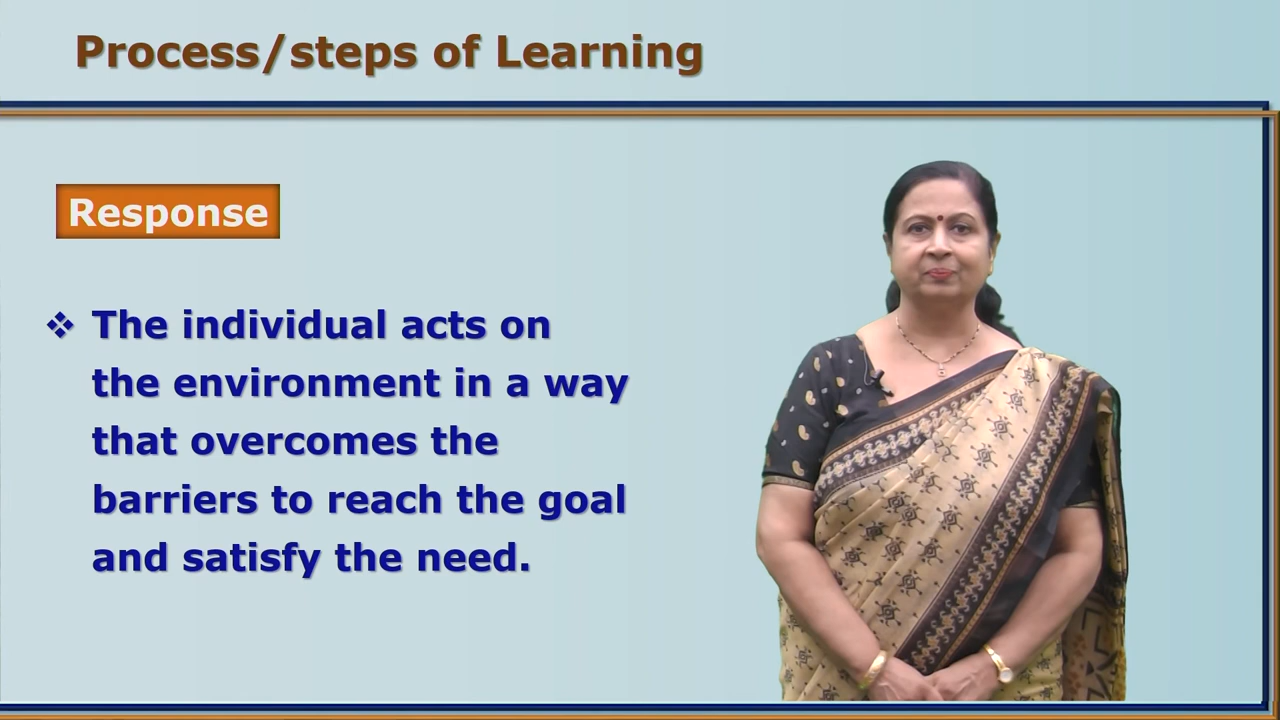 Process/steps of Learning
Response
❖ The individual acts on
the environment in a way
that overcomes the
barriers to reach the goal
and satisfy the need.